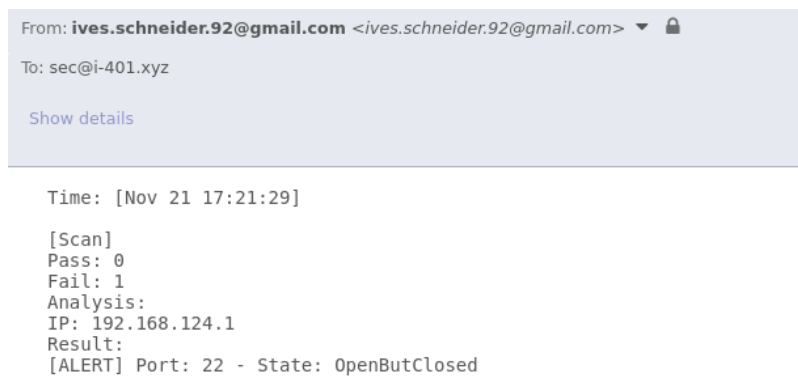 From: ives.schneider.92@gmail.com <ives.schneider.92@gmail.com>
To: sec@i-401.xyz
Show details
Time: [Nov 21 17:21:29]
[Scan]
Pass: 0
Fail: 1
Analysis:
IP: 192.168.124.1
Result:
[ALERT] Port: 22 - State: OpenButClosed